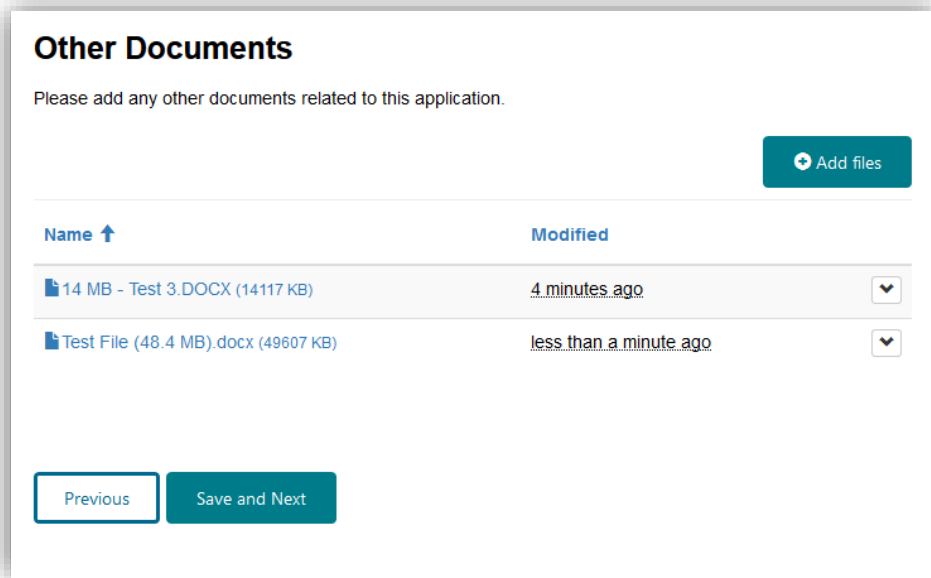 Other Documents
Please add any other documents related to this application.
Add files
Name Modified
14 MB - Test 3.DOCX (14117 KB) 4 minutes ago
Test File (48.4 MB).docx (49607 KB) less than a minute ago
Previous Save and Next